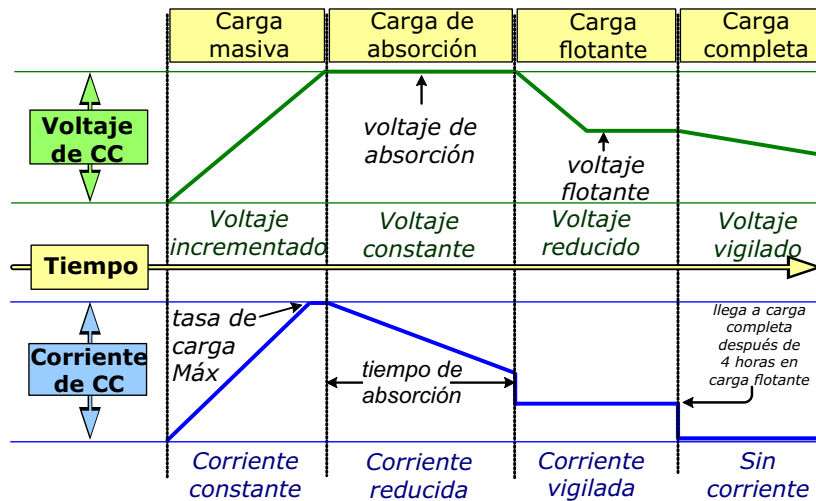 Carga
masiva
Carga de
absorción
Carga
flotante
Carga
completa
Voltaje
de CC
voltaje de
absorción
voltaje
flotante
Voltaje
incrementado
Voltaje
constante
Voltaje
reducido
Voltaje
vigilado
Tiempo
Corriente
de CC
tasa de
carga
Máx
tiempo de
absorción
llega a carga
completa
después de
4 horas en
carga flotante
Corriente
constante
Corriente
reducida
Corriente
vigilada
Sin
corriente